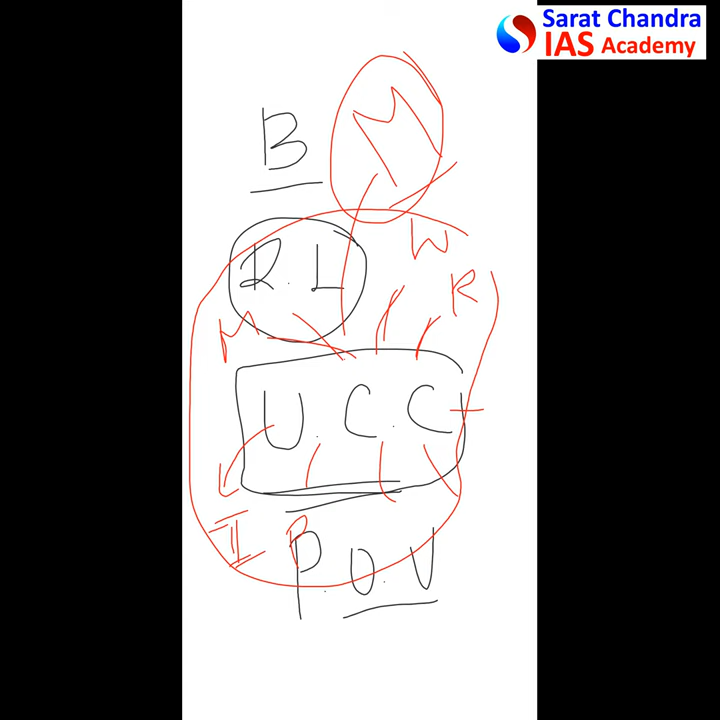 Sarat Chandra
IAS Academy
B M
R.L W
K
M
U.C.C
I B
P.O.V